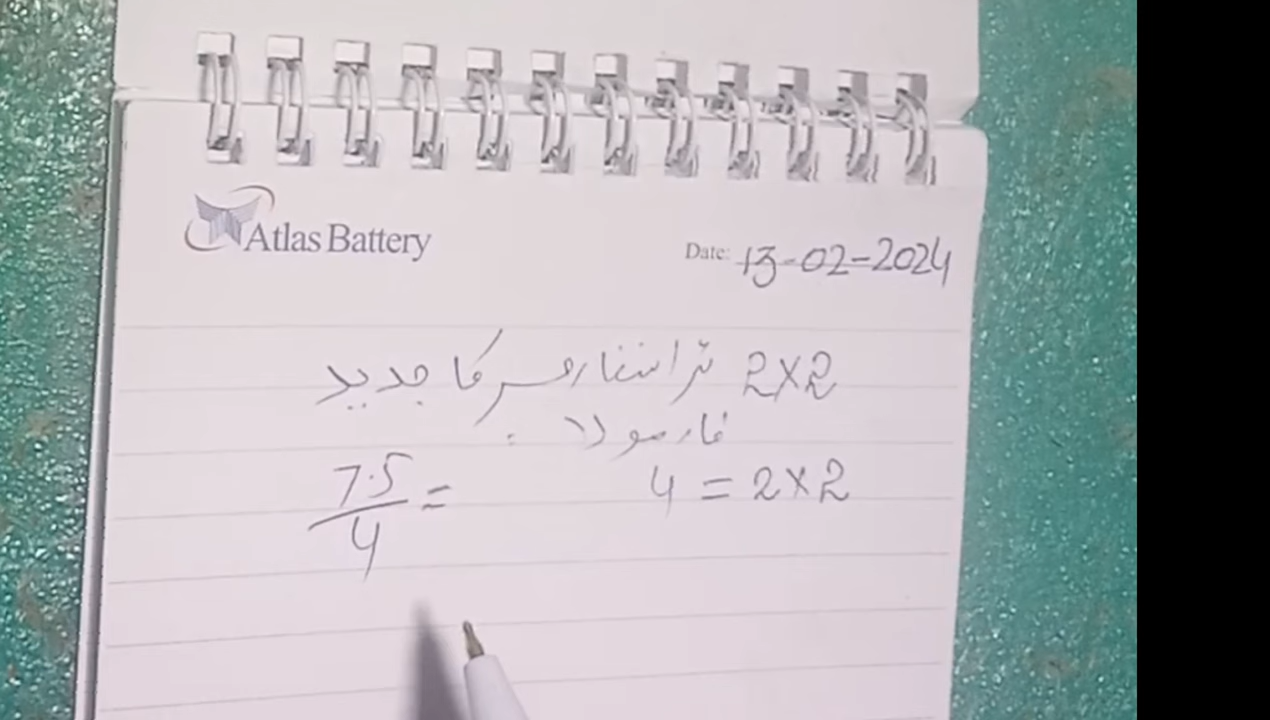 Atlas Battery
Date: 13-02-2024
2x2 ٹرانسفارمر کا جدید
فارمولا :
4 = 2x2
7.5/4 =